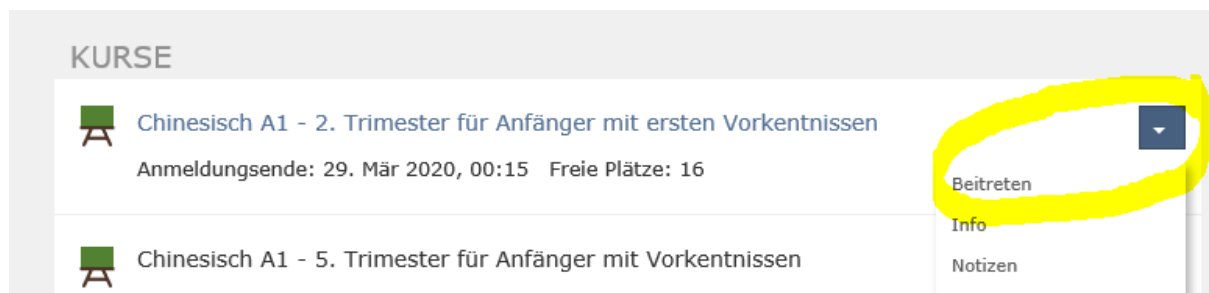 KURSE
Chinesisch A1 - 2. Trimester für Anfänger mit ersten Vorkentnissen
Anmeldungsende: 29. Mär 2020, 00:15 Freie Plätze: 16
Beitreten
Info
Chinesisch A1 - 5. Trimester für Anfänger mit Vorkentnissen
Notizen